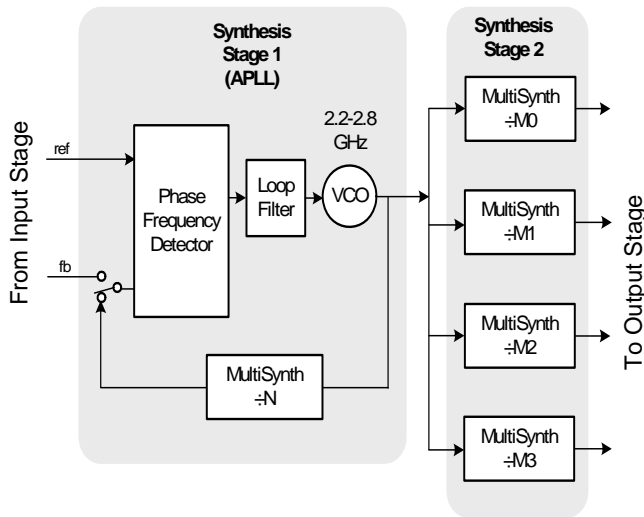 Synthesis
Stage 1
(APLL)
Synthesis
Stage 2
From Input Stage
ref
fb
Phase
Frequency
Detector
Loop
Filter
2.2-2.8
GHz
VCO
MultiSynth
÷N
MultiSynth
÷M0
MultiSynth
÷M1
MultiSynth
÷M2
MultiSynth
÷M3
To Output Stage